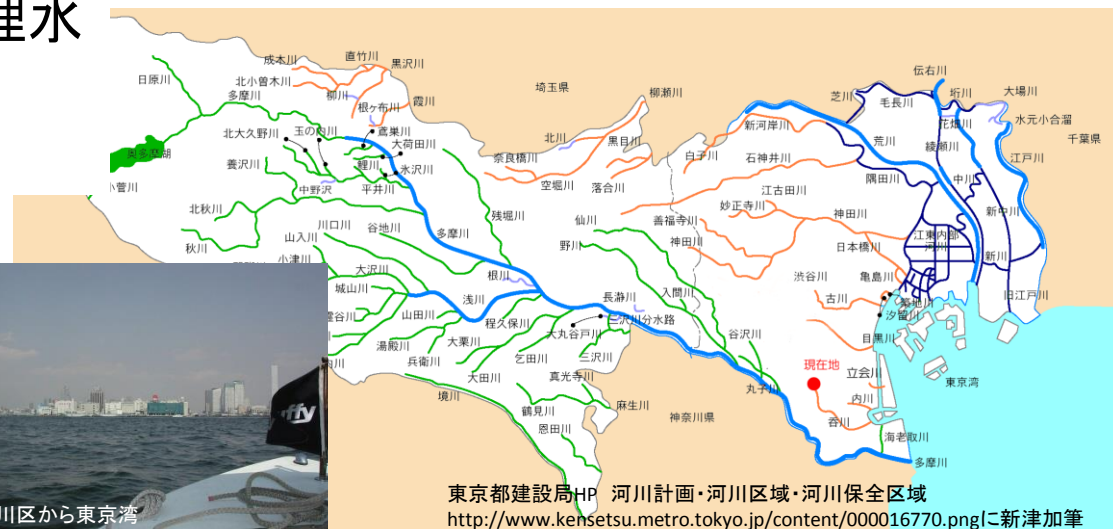 理水
成木川
直竹川
黒沢川
日原川
北小曽木川
柳川
霞川
多摩川
根ヶ布川
埼玉県
柳瀬川
伝右川
芝川
毛長川
垳川
大場川
北大久野川
玉の内川
鳶巣川
大荷田川
北川
黒目川
新河岸川
荒川
花畑川
綾瀬川
水元小合溜
千葉県
奥多摩湖
養沢川
鯉川
氷沢川
奈良橋川
白子川
石神井川
江戸川
小菅川
中野沢
平井川
空堀川
落合川
江古田川
隅田川
中川
北秋川
残堀川
仙川
善福寺川
妙正寺川
神田川
新中川
秋川
川口川
谷地川
多摩川
野川
神田川
日本橋川
江東内部
河川
新川
山入川
小津川
大沢川
根川
渋谷川
亀島川
城山川
浅川
長游川
入間川
古川
築地川
汐留川
旧江戸川
山田川
程久保川
大丸谷戸川
三沢川分水路
谷沢川
目黒川
湯殿川
兵衛川
大栗川
乞田川
三沢川
現在地
立会川
東京湾
大田川
真光寺川
丸子川
内川
境川
鶴見川
麻生川
神奈川県
呑川
恩田川
海老取川
多摩川
ffy
川区から東京湾
東京都建設局HP　河川計画・河川区域・河川保全区域
http://www.kensetsu.metro.tokyo.jp/content/000016770.pngに新津加筆